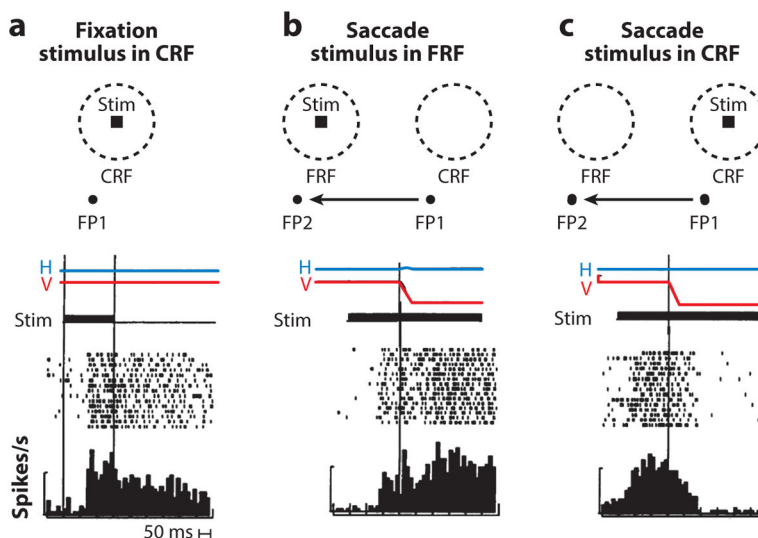 a Fixation
stimulus in CRF
Stim
CRF
FP1
H
V
Stim
Spikes/s
50 ms
b Saccade
stimulus in FRF
Stim
FRF CRF
FP2 FP1
H
V
Stim
c Saccade
stimulus in CRF
Stim
FRF CRF
FP2 FP1
H
V
Stim